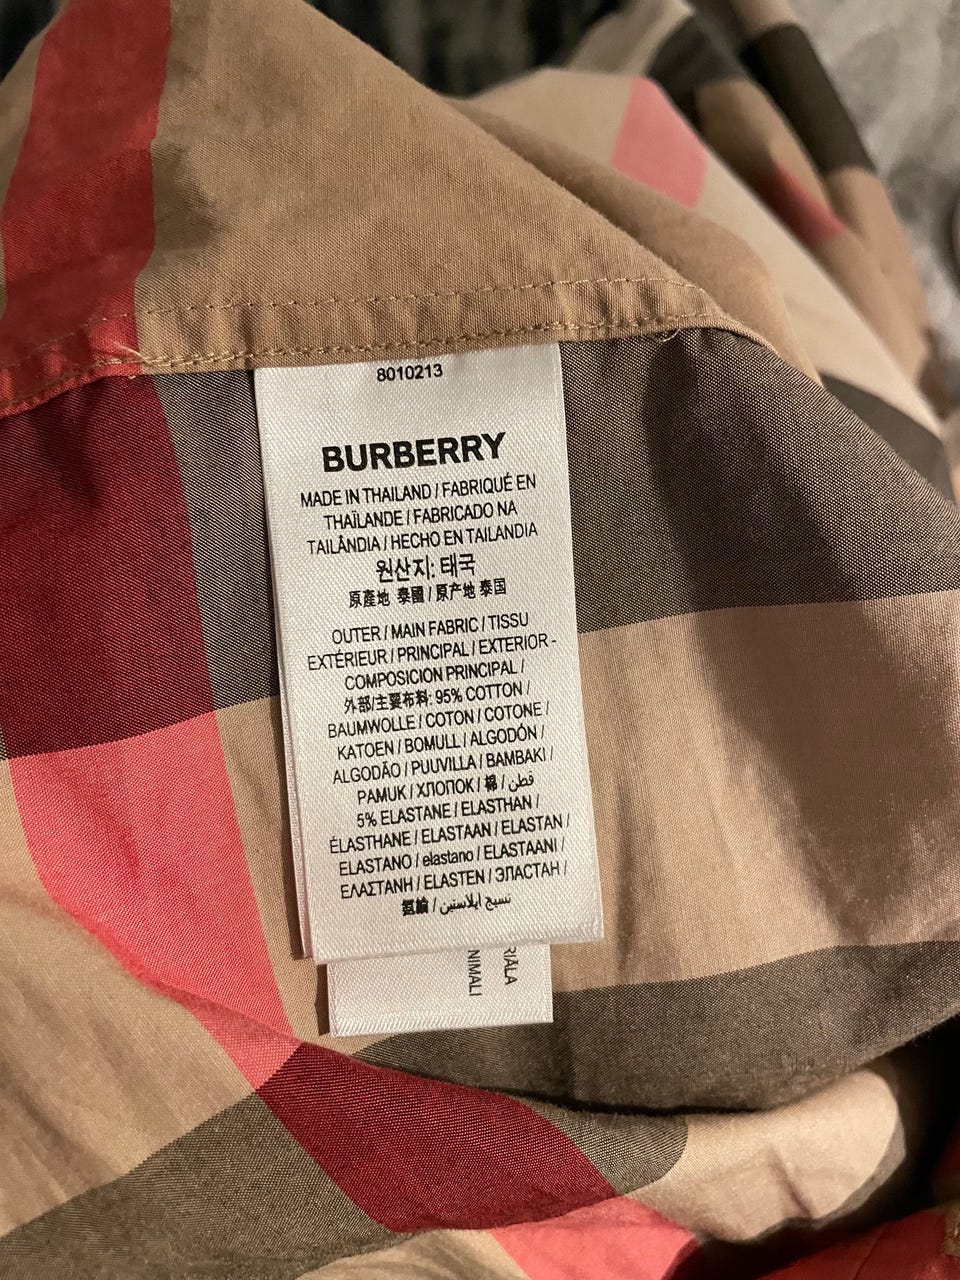 8010213
BURBERRY
MADE IN THAILAND / FABRIQUÉ EN
THAÏLANDE / FABRICADO NA
TAILÂNDIA / HECHO EN TAILANDIA
원산지: 태국
原產地 泰國 / 原产地 泰国
OUTER / MAIN FABRIC / TISSU
EXTÉRIEUR / PRINCIPAL / EXTERIOR -
COMPOSICION PRINCIPAL /
外部/主要布料: 95% COTTON /
BAUMWOLLE / COTON / COTONE /
KATOEN / BOMULL / ALGODÓN /
ALGODÃO / PUUVILLA / BAMBAKI /
PAMUK / ХЛОПОК / 棉 / قطن /
5% ELASTANE / ELASTHAN /
ÉLASTHANE / ELASTAAN / ELASTAN /
ELASTANO / elastano / ELASTAANI /
ΕΛΑΣΤΑΝΗ / ELASTEN / ЭЛАСТАН /
氨綸 / نسيج ايلاستين
RIALA
NIMALI